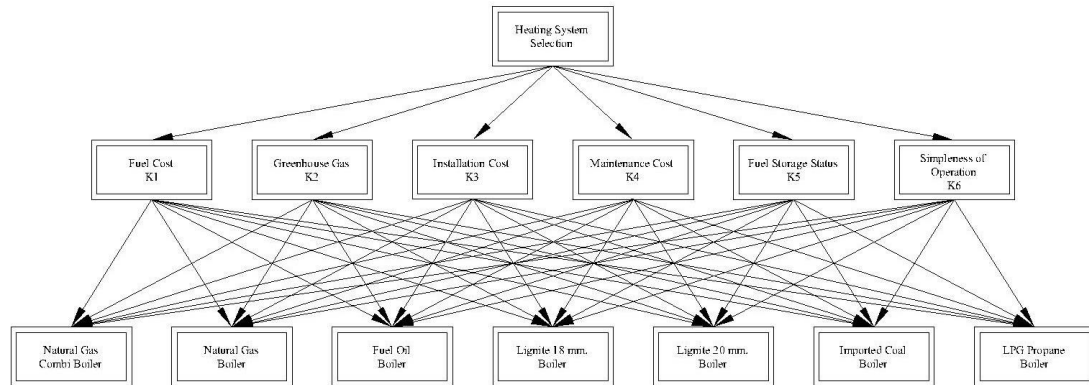 Heating System
Selection
Fuel Cost
K1
Greenhouse Gas
K2
Installation Cost
K3
Maintenance Cost
K4
Fuel Storage Status
K5
Simpleness of
Operation
K6
Natural Gas
Combi Boiler
Natural Gas
Boiler
Fuel Oil
Boiler
Lignite 18 mm.
Boiler
Lignite 20 mm.
Boiler
Imported Coal
Boiler
LPG Propane
Boiler